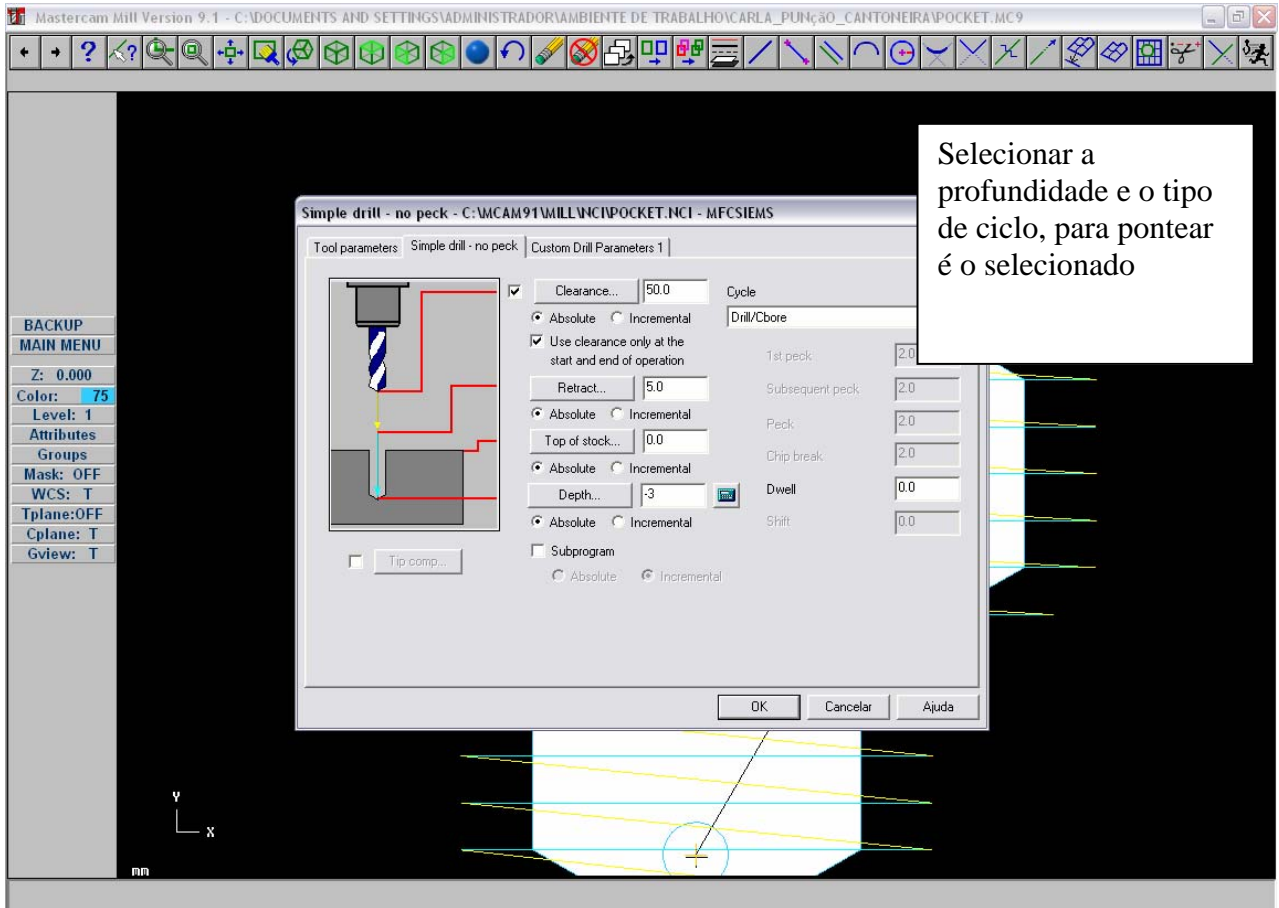 Mastercam Mill Version 9.1 - C:\DOCUMENTS AND SETTINGS\ADMINISTRADOR\AMBIENTE DE TRABALHO\CARLA_PUNçãO_CANTONEIRA\POCKET.MC9
Selecionar a
profundidade e o tipo
de ciclo, para pontear
é o selecionado
BACKUP
MAIN MENU
Z: 0.000
Color: 75
Level: 1
Attributes
Groups
Mask: OFF
WCS: T
Tplane:OFF
Cplane: T
Gview: T
Simple drill - no peck - C:\MCAM91\MILL\NCI\POCKET.NCI - MFCSIEMS
Tool parameters Simple drill - no peck Custom Drill Parameters 1
Clearance... 50.0
Absolute Incremental
Use clearance only at the
start and end of operation
Retract... 5.0
Absolute Incremental
Top of stock... 0.0
Absolute Incremental
Depth... -3
Absolute Incremental
Subprogram
Absolute Incremental
Tip comp...
Cycle
Drill/Cbore
1st peck 2.0
Subsequent peck 2.0
Peck 2.0
Chip break 2.0
Dwell 0.0
Shift 0.0
OK Cancelar Ajuda
Y
X
mm